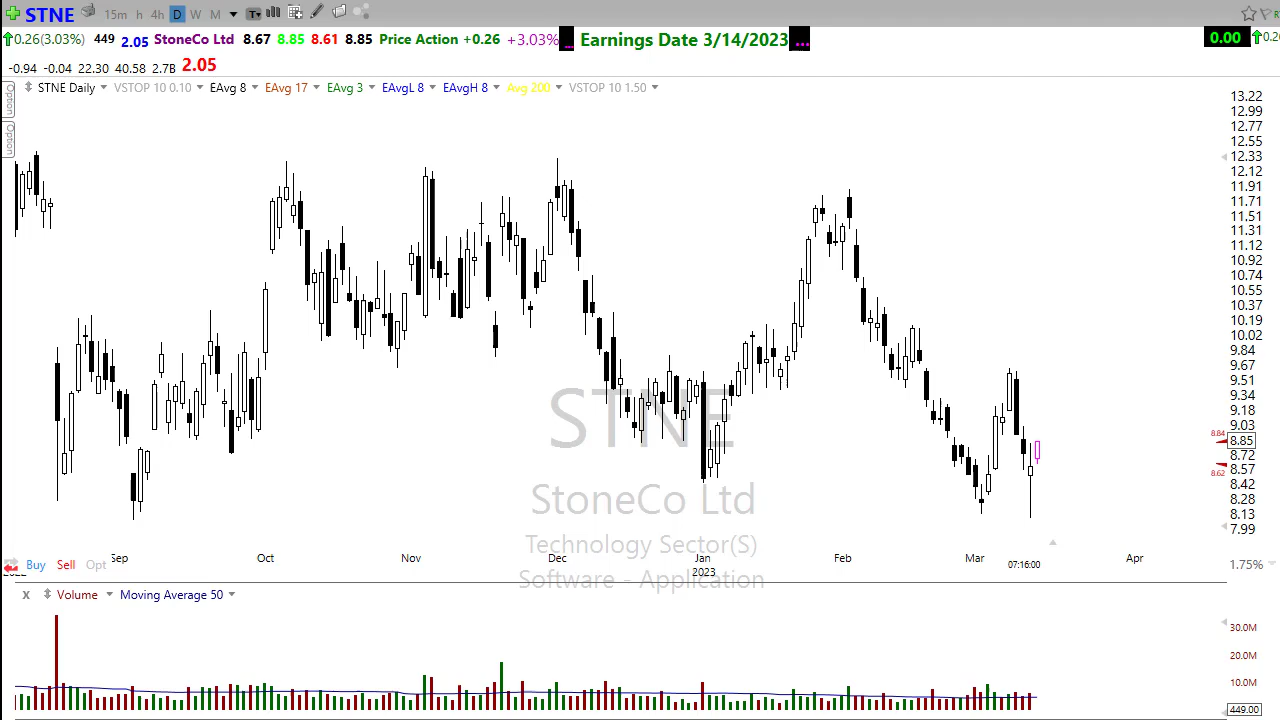 STNE 15m h 4h D W M T
0.26(3.03%) 449 2.05 StoneCo Ltd 8.67 8.85 8.61 8.85 Price Action +0.26 +3.03% ... Earnings Date 3/14/2023 ... 0.00 0.26
-0.94 -0.04 22.30 40.58 2.7B 2.05
STNE Daily VSTOP 10 0.10 EAvg 8 EAvg 17 EAvg 3 EAvgL 8 EAvgH 8 Avg 200 VSTOP 10 1.50
Option
Option
13.22
12.99
12.77
12.55
12.33
12.12
11.91
11.71
11.51
11.31
11.12
10.92
10.74
10.55
10.37
10.19
10.02
9.84
9.67
9.51
9.34
9.18
9.03
8.84
8.85
8.72
8.57
8.62
8.42
8.28
8.13
7.99
STNE
StoneCo Ltd
Technology Sector(S)
Software - Application
Sep Oct Nov Dec Jan Feb Mar Apr
2023
07:16:00
Buy Sell Opt
1.75%
x Volume Moving Average 50
30.0M
20.0M
10.0M
449.00